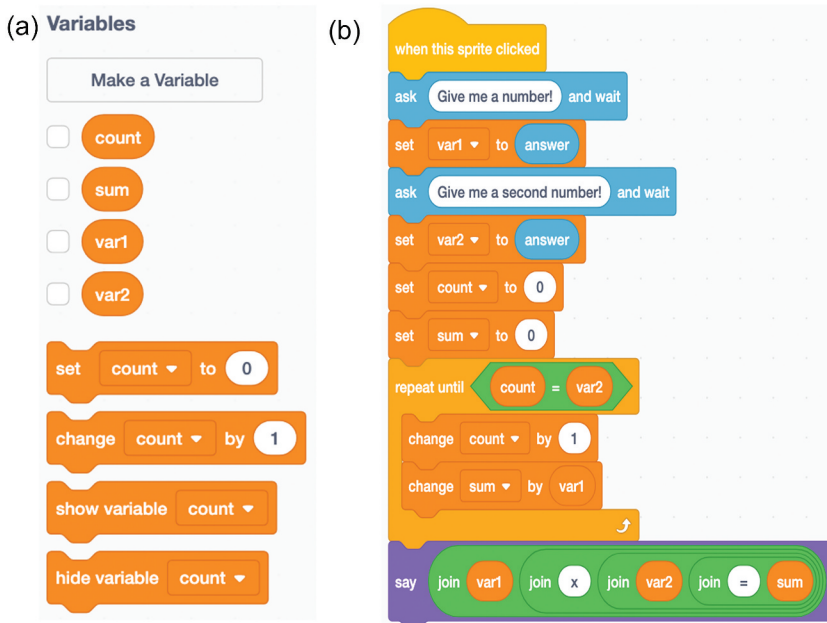 (a) Variables
Make a Variable
count
sum
var1
var2
set count to 0
change count by 1
show variable count
hide variable count
(b)
when this sprite clicked
ask Give me a number! and wait
set var1 to answer
ask Give me a second number! and wait
set var2 to answer
set count to 0
set sum to 0
repeat until count = var2
change count by 1
change sum by var1
say join var1 join x join var2 join = sum